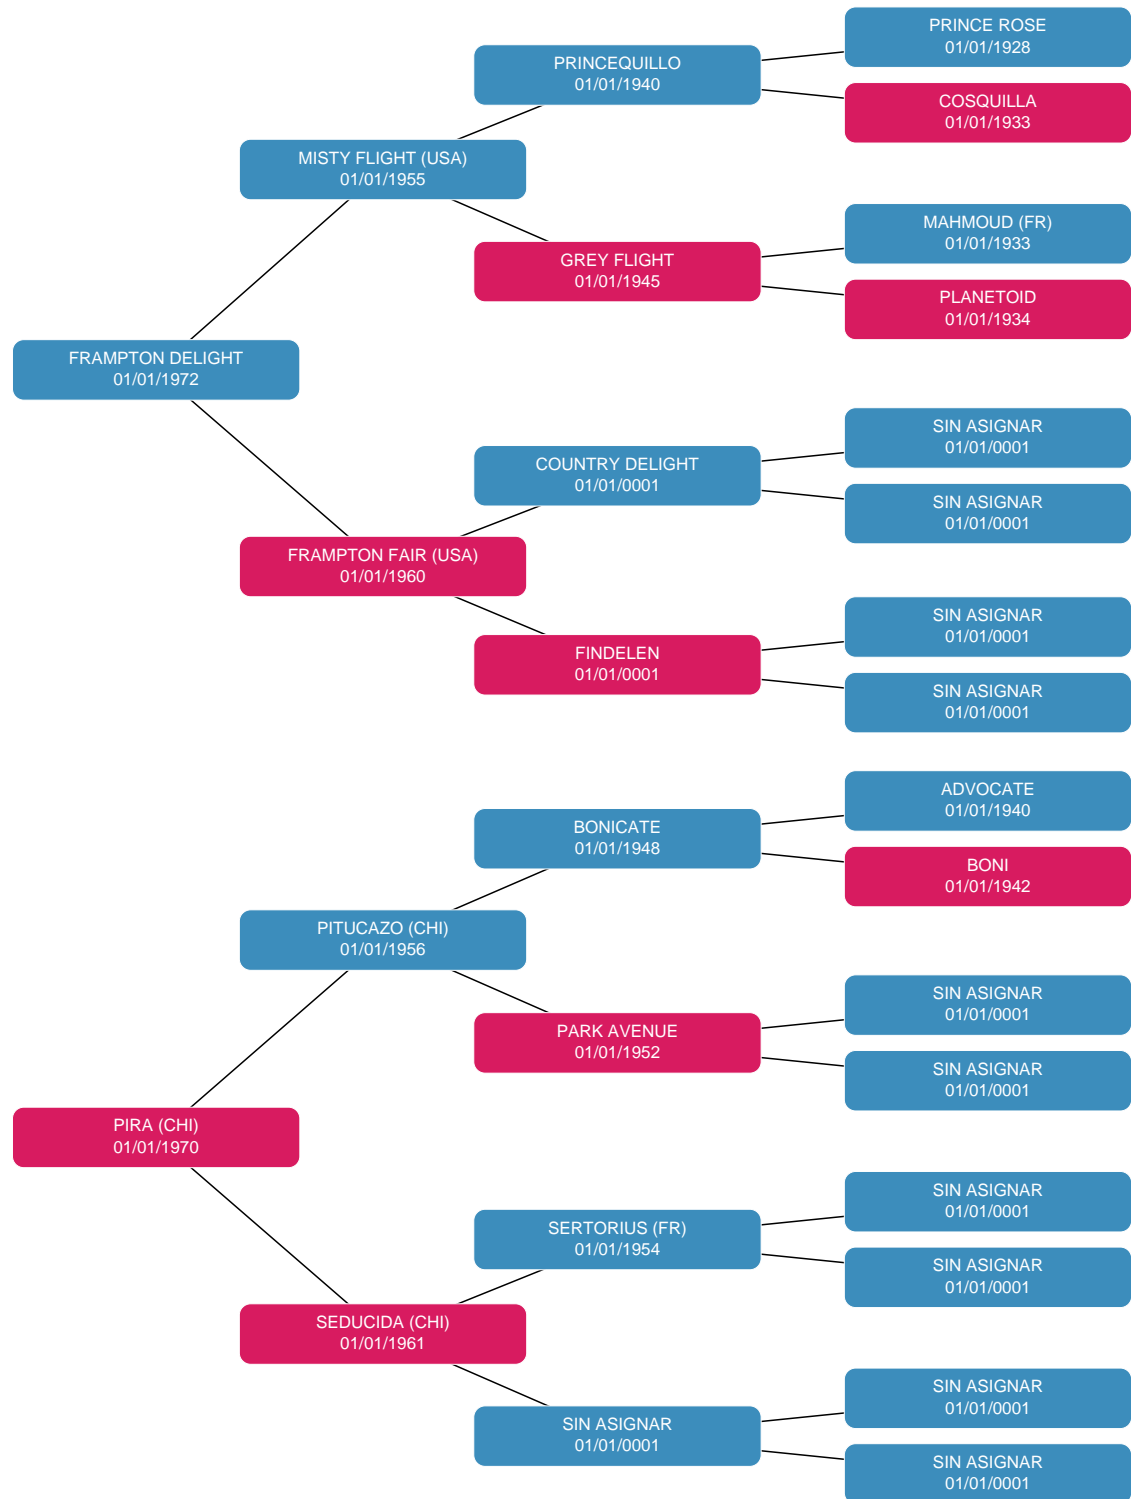 PRINCE ROSE
01/01/1928
PRINCEQUILLO
01/01/1940
COSQUILLA
01/01/1933
MISTY FLIGHT (USA)
01/01/1955
MAHMOUD (FR)
01/01/1933
GREY FLIGHT
01/01/1945
PLANETOID
01/01/1934
FRAMPTON DELIGHT
01/01/1972
SIN ASIGNAR
01/01/0001
COUNTRY DELIGHT
01/01/0001
SIN ASIGNAR
01/01/0001
FRAMPTON FAIR (USA)
01/01/1960
SIN ASIGNAR
01/01/0001
FINDELEN
01/01/0001
SIN ASIGNAR
01/01/0001
ADVOCATE
01/01/1940
BONICATE
01/01/1948
BONI
01/01/1942
PITUCAZO (CHI)
01/01/1956
SIN ASIGNAR
01/01/0001
PARK AVENUE
01/01/1952
SIN ASIGNAR
01/01/0001
PIRA (CHI)
01/01/1970
SIN ASIGNAR
01/01/0001
SERTORIUS (FR)
01/01/1954
SIN ASIGNAR
01/01/0001
SEDUCIDA (CHI)
01/01/1961
SIN ASIGNAR
01/01/0001
SIN ASIGNAR
01/01/0001
SIN ASIGNAR
01/01/0001